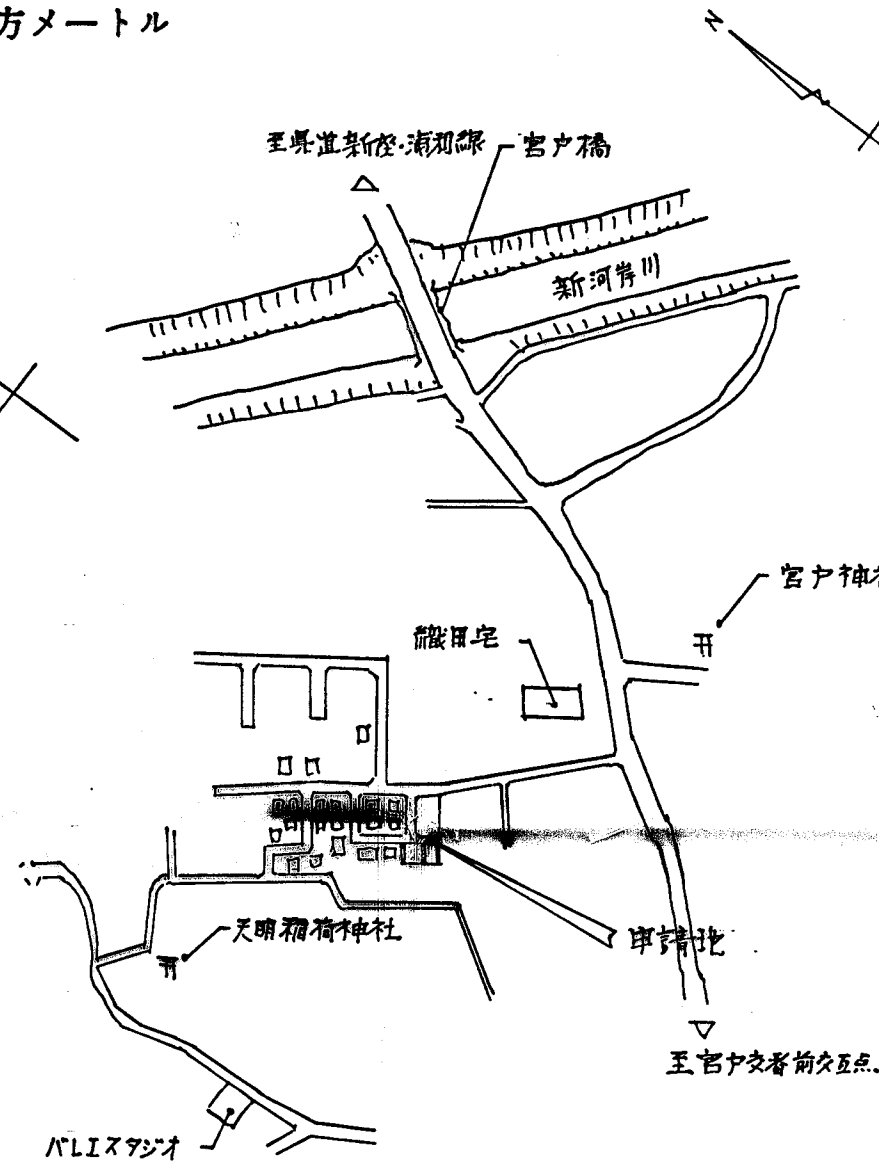 方メートル
N
至県道新座・浦和線
宮戸橋
新河岸川
宮戸神社
織田宅
天明稲荷神社
申請地
至宮戸交番前交互点.
バレエスタジオ